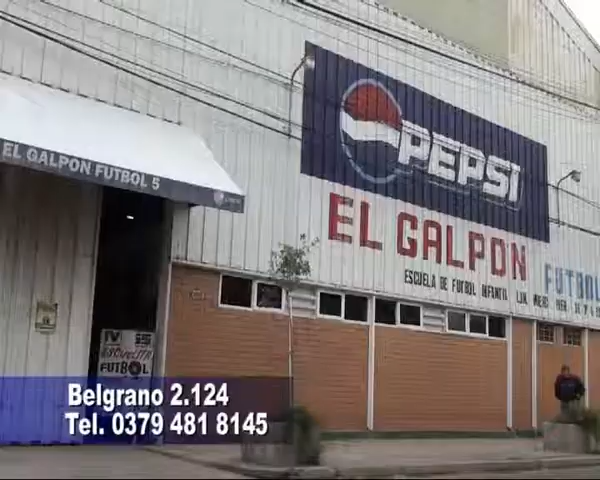 PEPSI
EL GALPON FUTBOL 5
EL GALPON FUTBOL
ESCUELA DE FUTBOL INFANTIL
FUTBOL
Belgrano 2.124
Tel. 0379 481 8145